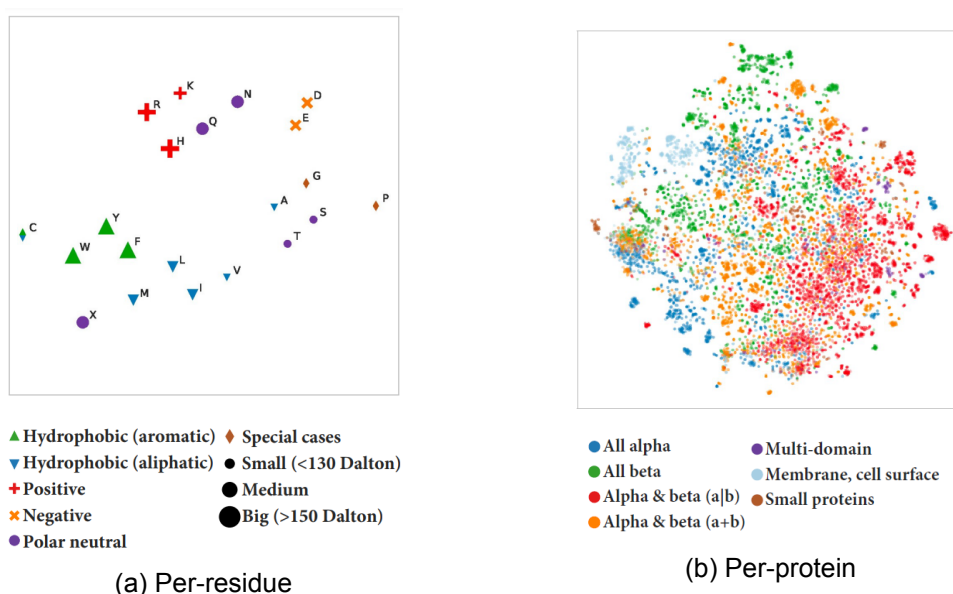 K
R
N
D
Q
E
H
G
A
P
S
C
Y
T
W
F
L
V
M
I
X
Hydrophobic (aromatic)
Special cases
Hydrophobic (aliphatic)
Small (<130 Dalton)
Positive
Medium
Negative
Big (>150 Dalton)
Polar neutral
(a) Per-residue
All alpha
Multi-domain
All beta
Membrane, cell surface
Alpha & beta (a|b)
Small proteins
Alpha & beta (a+b)
(b) Per-protein